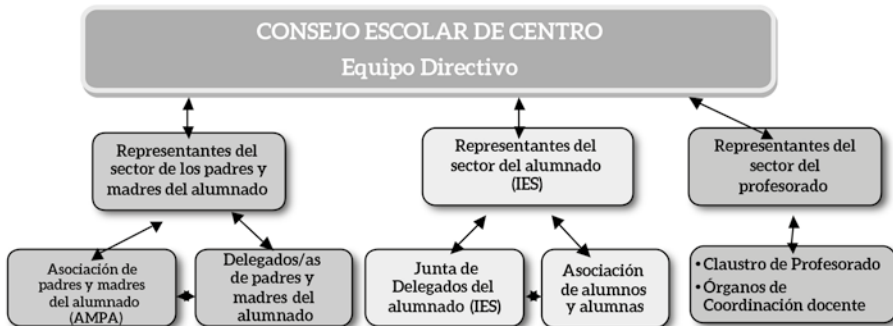 CONSEJO ESCOLAR DE CENTRO
Equipo Directivo
Representantes del
sector de los padres y
madres del alumnado
Representantes del
sector del alumnado
(IES)
Representantes del
sector del
profesorado
Asociación de
padres y madres
del alumnado
(AMPA)
Delegados/as
de padres y
madres del
alumnado
Junta de
Delegados del
alumnado (IES)
Asociación
de alumnos
y alumnas
• Claustro de Profesorado
• Órganos de
Coordinación docente